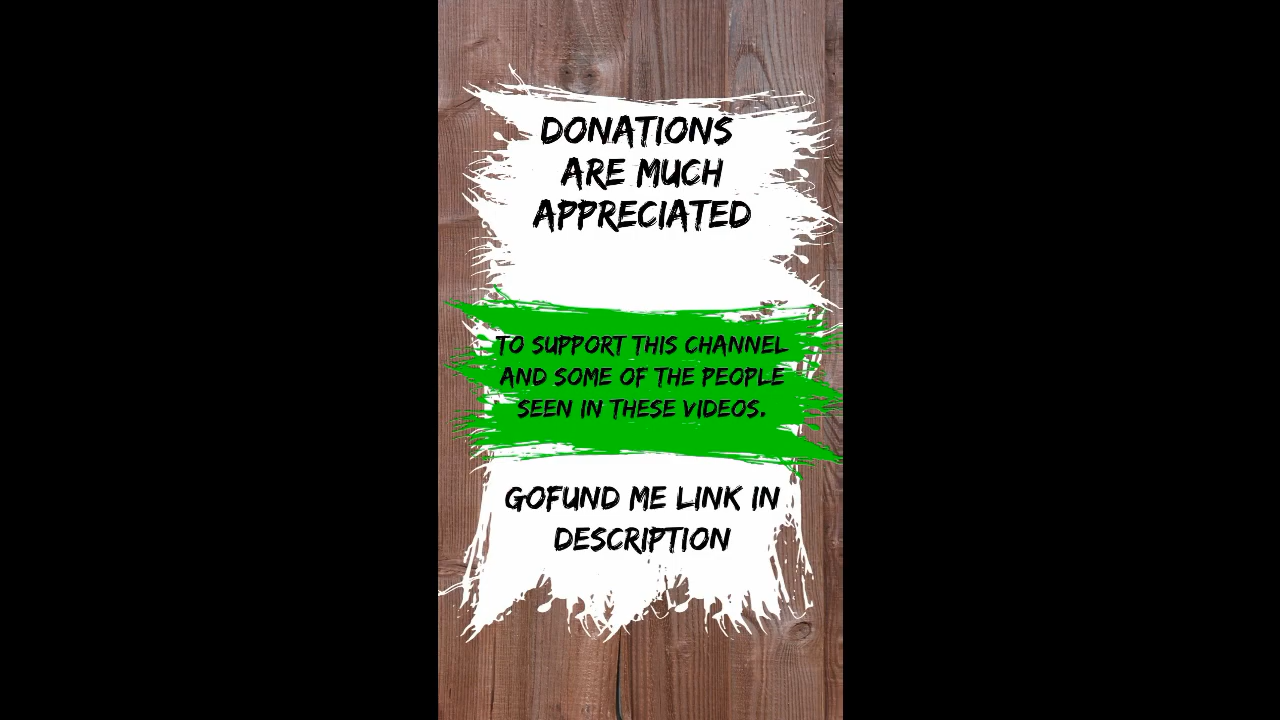 DONATIONS
ARE MUCH
APPRECIATED
TO SUPPORT THIS CHANNEL
AND SOME OF THE PEOPLE
SEEN IN THESE VIDEOS.
GOFUND ME LINK IN
DESCRIPTION